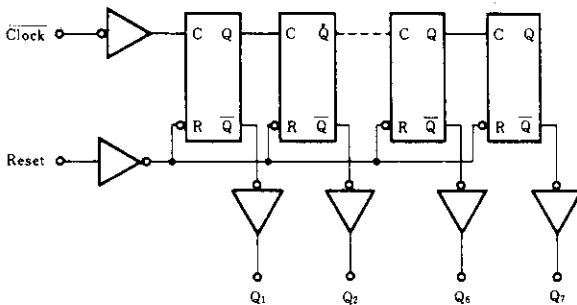 Clock C Q C Q C Q C Q
R Q R Q R Q R Q
Reset
Q1 Q2 Q6 Q7